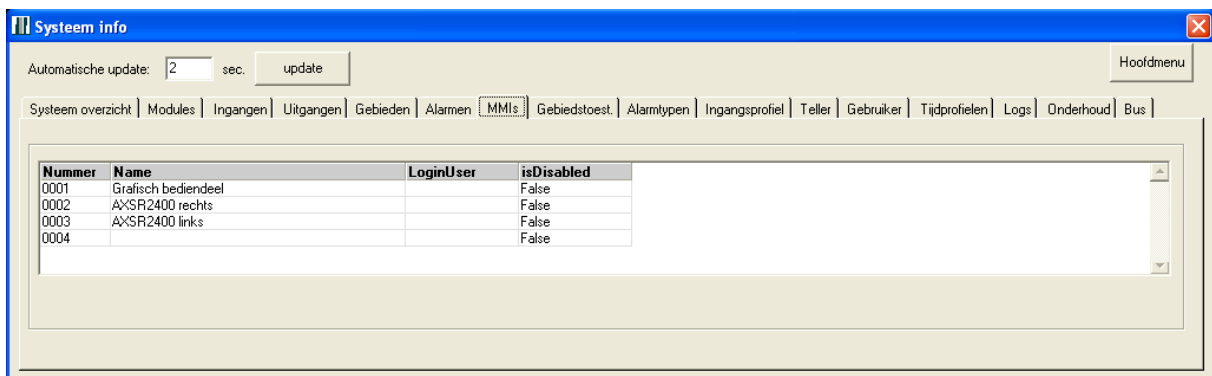 Systeem info
Automatische update: 2 sec. update Hoofdmenu
Systeem overzicht Modules Ingangen Uitgangen Gebieden Alarmen MMIs Gebiedstoest. Alarmtypen Ingangsprofiel Teller Gebruiker Tijdprofielen Logs Onderhoud Bus
Nummer Name LoginUser isDisabled
0001 Grafisch bediendeel False
0002 AXSR2400 rechts False
0003 AXSR2400 links False
0004 False